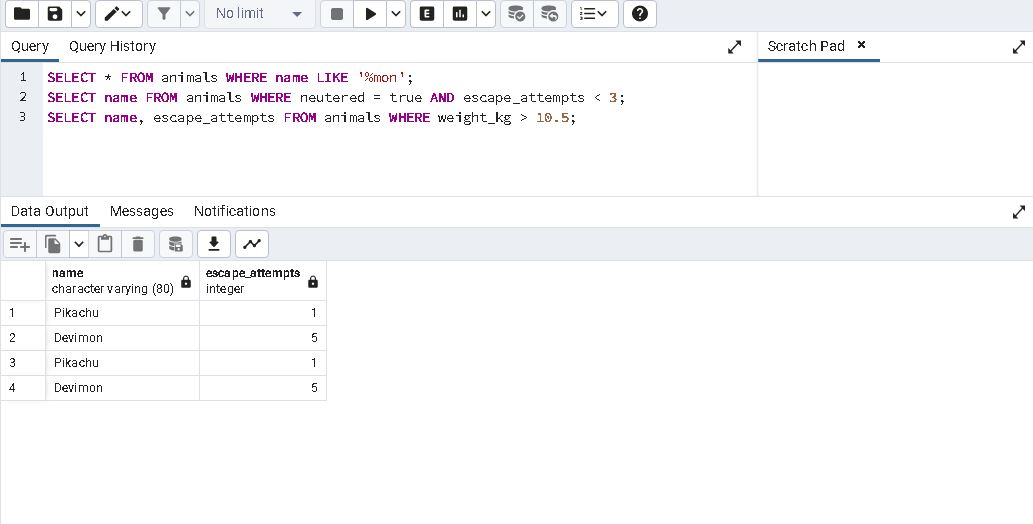 No limit
E
Query Query History
Scratch Pad
1 SELECT * FROM animals WHERE name LIKE '%mon';
2 SELECT name FROM animals WHERE neutered = true AND escape_attempts < 3;
3 SELECT name, escape_attempts FROM animals WHERE weight_kg > 10.5;
Data Output Messages Notifications
name escape_attempts
character varying (80) integer
1 Pikachu 1
2 Devimon 5
3 Pikachu 1
4 Devimon 5